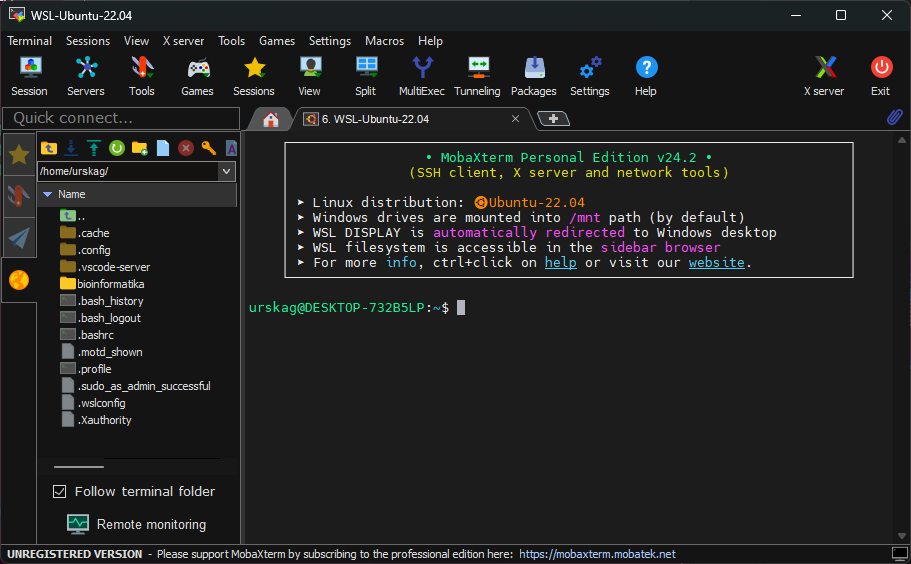 WSL-Ubuntu-22.04
Terminal Sessions View X server Tools Games Settings Macros Help
Session Servers Tools Games Sessions View Split MultiExec Tunneling Packages Settings Help X server Exit
Quick connect...
6. WSL-Ubuntu-22.04
/home/urskag/
Name
..
.cache
.config
.vscode-server
bioinformatika
.bash_history
.bash_logout
.bashrc
.motd_shown
.profile
.sudo_as_admin_successful
.wslconfig
.Xauthority
Follow terminal folder
Remote monitoring
• MobaXterm Personal Edition v24.2 •
(SSH client, X server and network tools)
➤ Linux distribution: Ubuntu-22.04
➤ Windows drives are mounted into /mnt path (by default)
➤ WSL DISPLAY is automatically redirected to Windows desktop
➤ WSL filesystem is accessible in the sidebar browser
➤ For more info, ctrl+click on help or visit our website.
urskag@DESKTOP-732B5LP:~$
UNREGISTERED VERSION - Please support MobaXterm by subscribing to the professional edition here: https://mobaxterm.mobatek.net